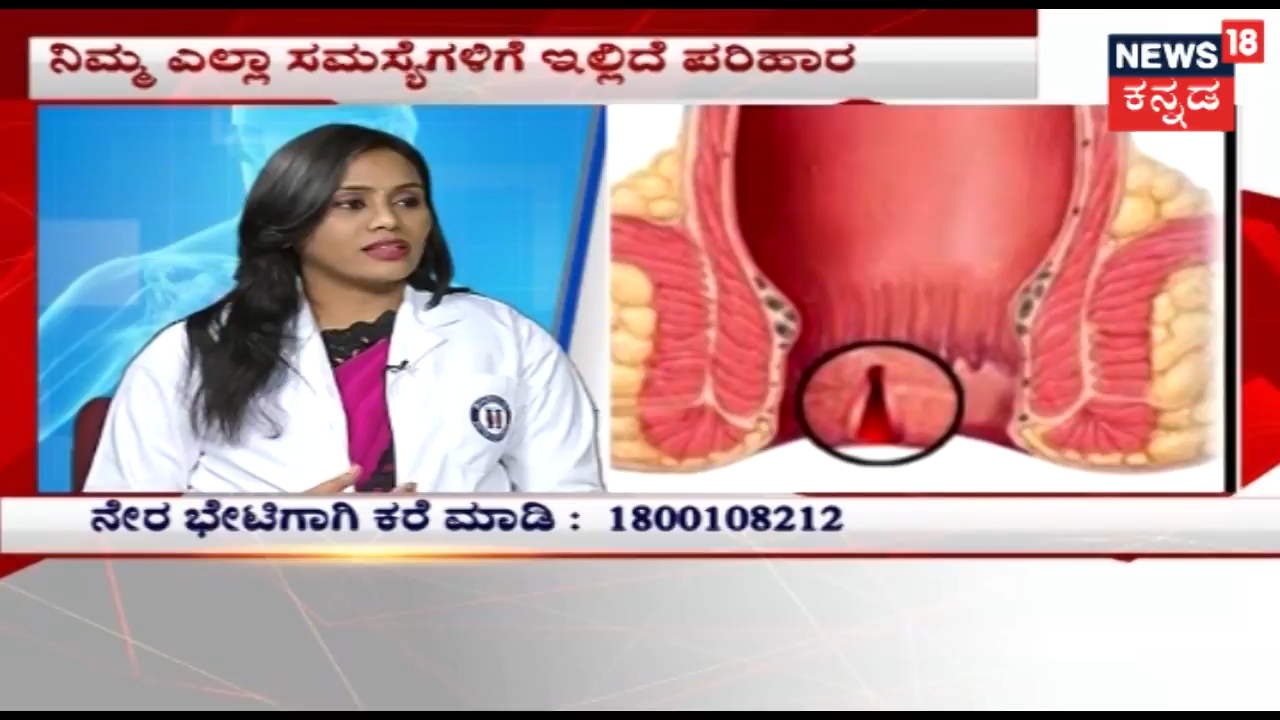 ನಿಮ್ಮ ಎಲ್ಲಾ ಸಮಸ್ಯೆಗಳಿಗೆ ಇಲ್ಲಿದೆ ಪರಿಹಾರ
NEWS 18
ಕನ್ನಡ
ನೇರ ಭೇಟಿಗಾಗಿ ಕರೆ ಮಾಡಿ : 1800108212